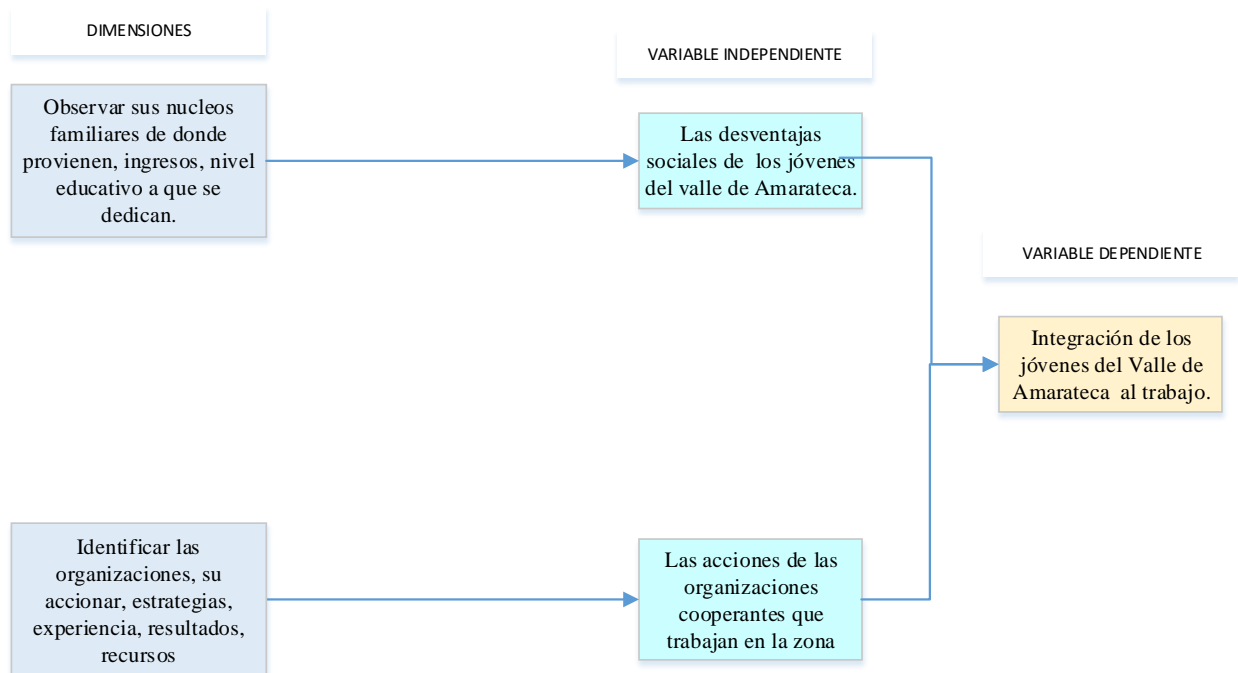 DIMENSIONES
VARIABLE INDEPENDIENTE
Observar sus nucleos
familiares de donde
provienen, ingresos, nivel
educativo a que se
dedican.
Las desventajas
sociales de los jóvenes
del valle de Amarateca.
VARIABLE DEPENDIENTE
Integración de los
jóvenes del Valle de
Amarateca al trabajo.
Identificar las
organizaciones, su
accionar, estrategias,
experiencia, resultados,
recursos
Las acciones de las
organizaciones
cooperantes que
trabajan en la zona